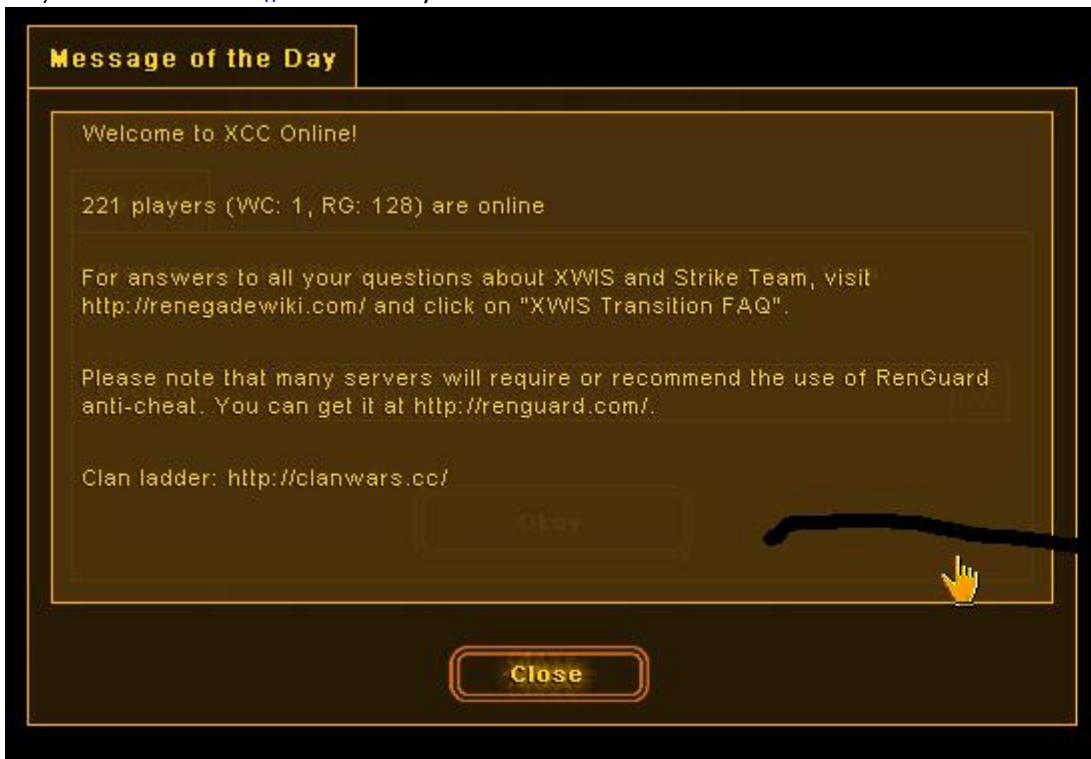 Message of the Day
Welcome to XCC Online!
221 players (WC: 1, RG: 128) are online
For answers to all your questions about XWIS and Strike Team, visit
http://renegadewiki.com/ and click on "XWIS Transition FAQ".
Please note that many servers will require or recommend the use of RenGuard
anti-cheat. You can get it at http://renguard.com/.
Clan ladder: http://clanwars.cc/
Okay
Close